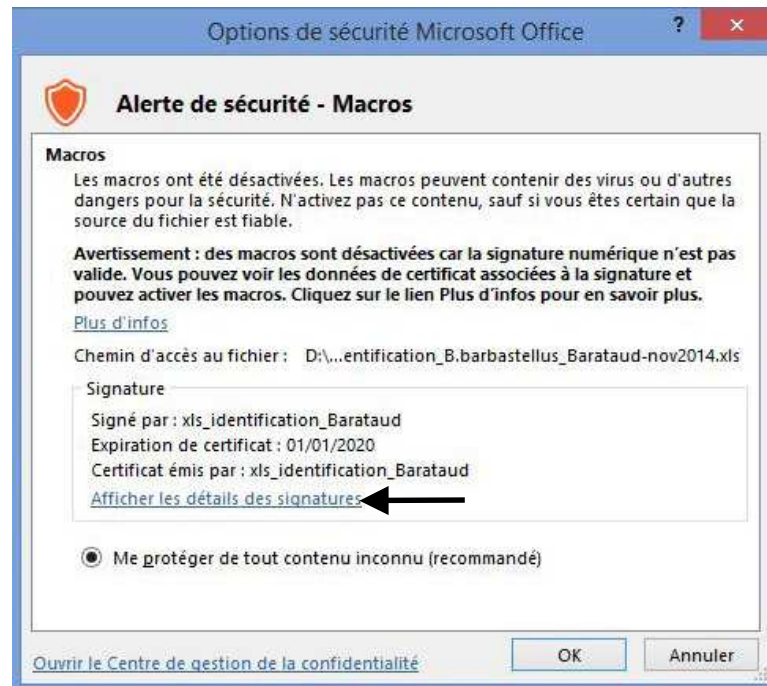 Options de sécurité Microsoft Office
? ×
Alerte de sécurité - Macros
Macros
Les macros ont été désactivées. Les macros peuvent contenir des virus ou d'autres
dangers pour la sécurité. N'activez pas ce contenu, sauf si vous êtes certain que la
source du fichier est fiable.
Avertissement : des macros sont désactivées car la signature numérique n'est pas
valide. Vous pouvez voir les données de certificat associées à la signature et
pouvez activer les macros. Cliquez sur le lien Plus d'infos pour en savoir plus.
Plus d'infos
Chemin d'accès au fichier : D:\...entification_B.barbastellus_Barataud-nov2014.xls
Signature
Signé par : xls_identification_Barataud
Expiration de certificat : 01/01/2020
Certificat émis par : xls_identification_Barataud
Afficher les détails des signatures
Me protéger de tout contenu inconnu (recommandé)
Ouvrir le Centre de gestion de la confidentialité
OK
Annuler